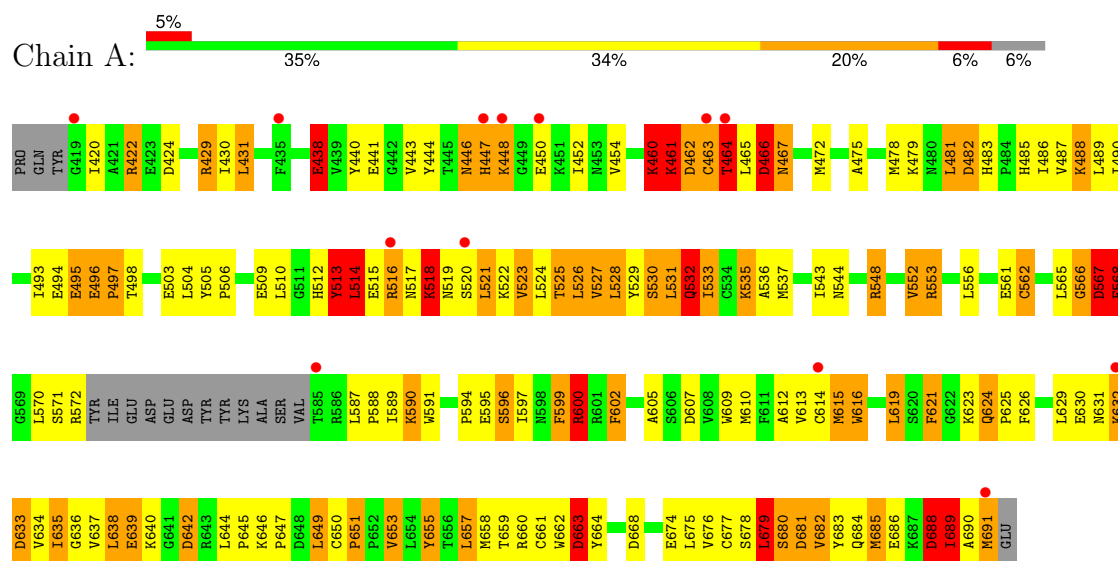 5%
Chain A:
35% 34% 20% 6% 6%
PRO GLN TYR G419 I420 A421 R422 E423 D424 R429 I430 L431 F435 E438 V439 Y440 E441 G442 V443 Y444 T445 N446 H447 K448 G449 E450 K451 I452 N453 V454 K460 K461 D462 C463 T464 L465 D466 N467 M472 A475 M478 K479 N480 L481 D482 H483 P484 H485 I486 V487 K488 L489
I493 E494 E495 E496 P497 T498 E503 L504 Y505 P506 E509 L510 G511 H512 Y513 L514 E515 R516 N517 K518 N519 S520 L521 K522 V523 L524 T525 L526 V527 L528 Y529 S530 L531 Q532 I533 C534 K535 A536 M537 I543 N544 R548 V552 R553 L556 E561 C562 L565 G566 D567
G569 L570 S571 R572 TYR ILE GLU ASP GLU ASP TYR TYR LYS ALA SER VAL T585 R586 L587 P588 I589 K590 W591 P594 E595 S596 I597 N598 F599 R600 R601 F602 A605 S606 D607 V608 W609 M610 F611 A612 V613 C614 M615 W616 L619 S620 F621 G622 K623 Q624 P625 F626 L629 E630 N631 K632
D633 V634 I635 G636 V637 L638 E639 K640 G641 D642 R643 L644 P645 K646 P647 D648 L649 C650 P651 P652 V653 L654 Y655 T656 L657 M658 T659 R660 C661 W662 D663 Y664 D668 E674 L675 V676 C677 S678 L679 S680 D681 V682 Y683 Q684 M685 E686 K687 D688 I689 A690 M691 GLU